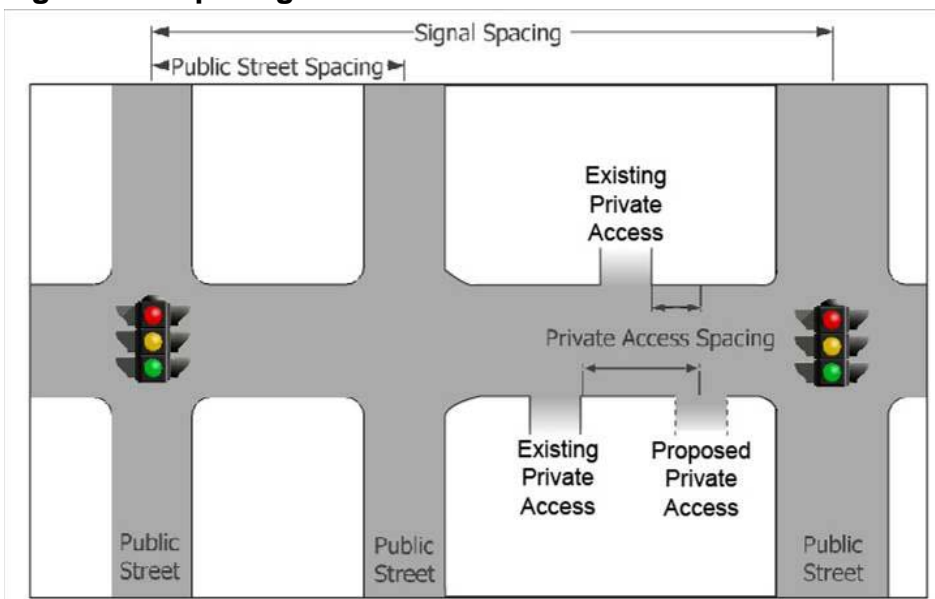 Signal Spacing
Public Street Spacing
Existing
Private
Access
Private Access Spacing
Existing
Private
Access
Proposed
Private
Access
Public
Street
Public
Street
Public
Street